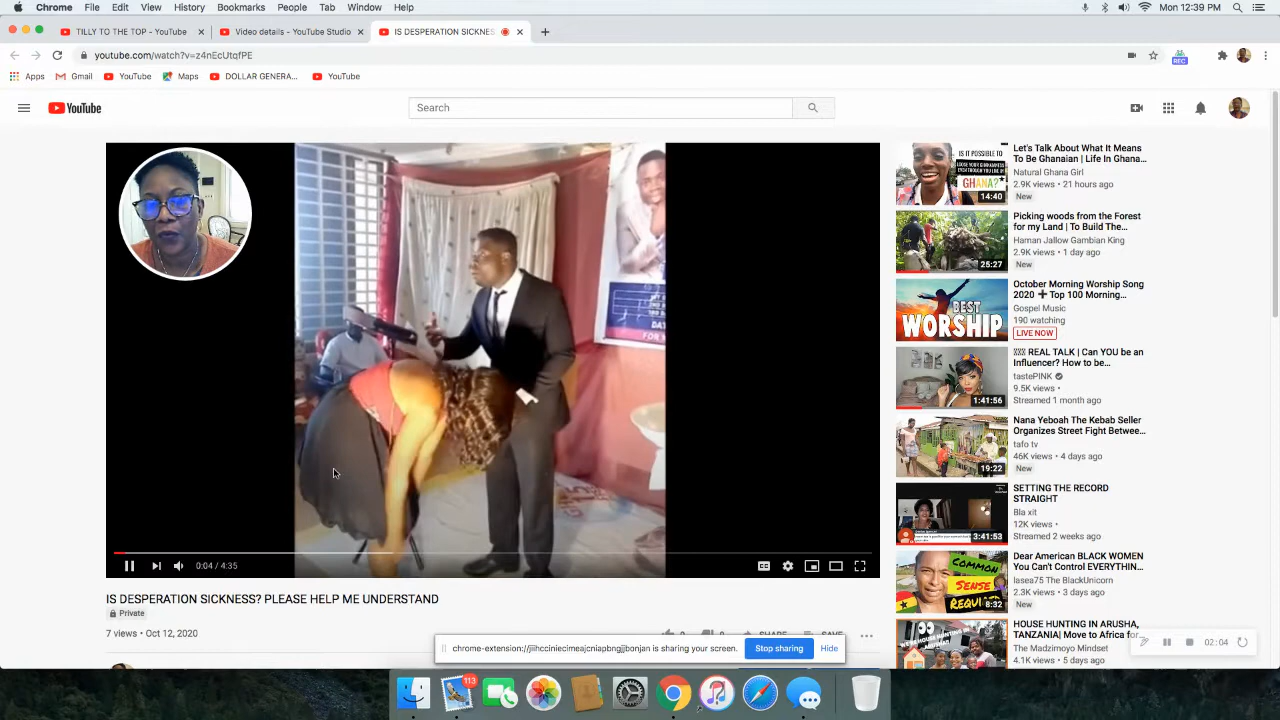 Chrome File Edit View History Bookmarks People Tab Window Help
Mon 12:39 PM
TILLY TO THE TOP - YouTube
Video details - YouTube Studio
IS DESPERATION SICKNES
youtube.com/watch?v=z4nEcUtqfPE
REC
Apps Gmail YouTube Maps DOLLAR GENERA... YouTube
YouTube
Search
IS IT POSSIBLE TO
GHANA?
14:40
Let's Talk About What It Means
To Be Ghanaian | Life In Ghana...
Natural Ghana Girl
2.9K views • 21 hours ago
New
25:27
Picking woods from the Forest
for my Land | To Build The...
Haman Jallow Gambian King
2.9K views • 1 day ago
New
BEST
WORSHIP
October Morning Worship Song
2020 ➕ Top 100 Morning...
Gospel Music
190 watching
LIVE NOW
1:41:56
REAL TALK | Can YOU be an
Influencer? How to be...
tastePINK
9.5K views •
Streamed 1 month ago
19:22
Nana Yeboah The Kebab Seller
Organizes Street Fight Betwee...
tafo tv
46K views • 4 days ago
New
3:41:53
SETTING THE RECORD
STRAIGHT
Bla xit
12K views •
Streamed 2 weeks ago
COMMON
SENSE
REQUIRED
8:32
Dear American BLACK WOMEN
You Can't Control EVERYTHIN...
lasea75 The BlackUnicorn
2.3K views • 3 days ago
New
HOUSE HUNTING IN ARUSHA,
TANZANIA| Move to Africa for
The Madzimoyo Mindset
4.1K views • 5 days ago
0:04 / 4:35
IS DESPERATION SICKNESS? PLEASE HELP ME UNDERSTAND
Private
7 views • Oct 12, 2020
0 0 SHARE SAVE
chrome-extension://jiihcciniecimeajcniapbngjjbonjan is sharing your screen.
Stop sharing
Hide
02:04
113